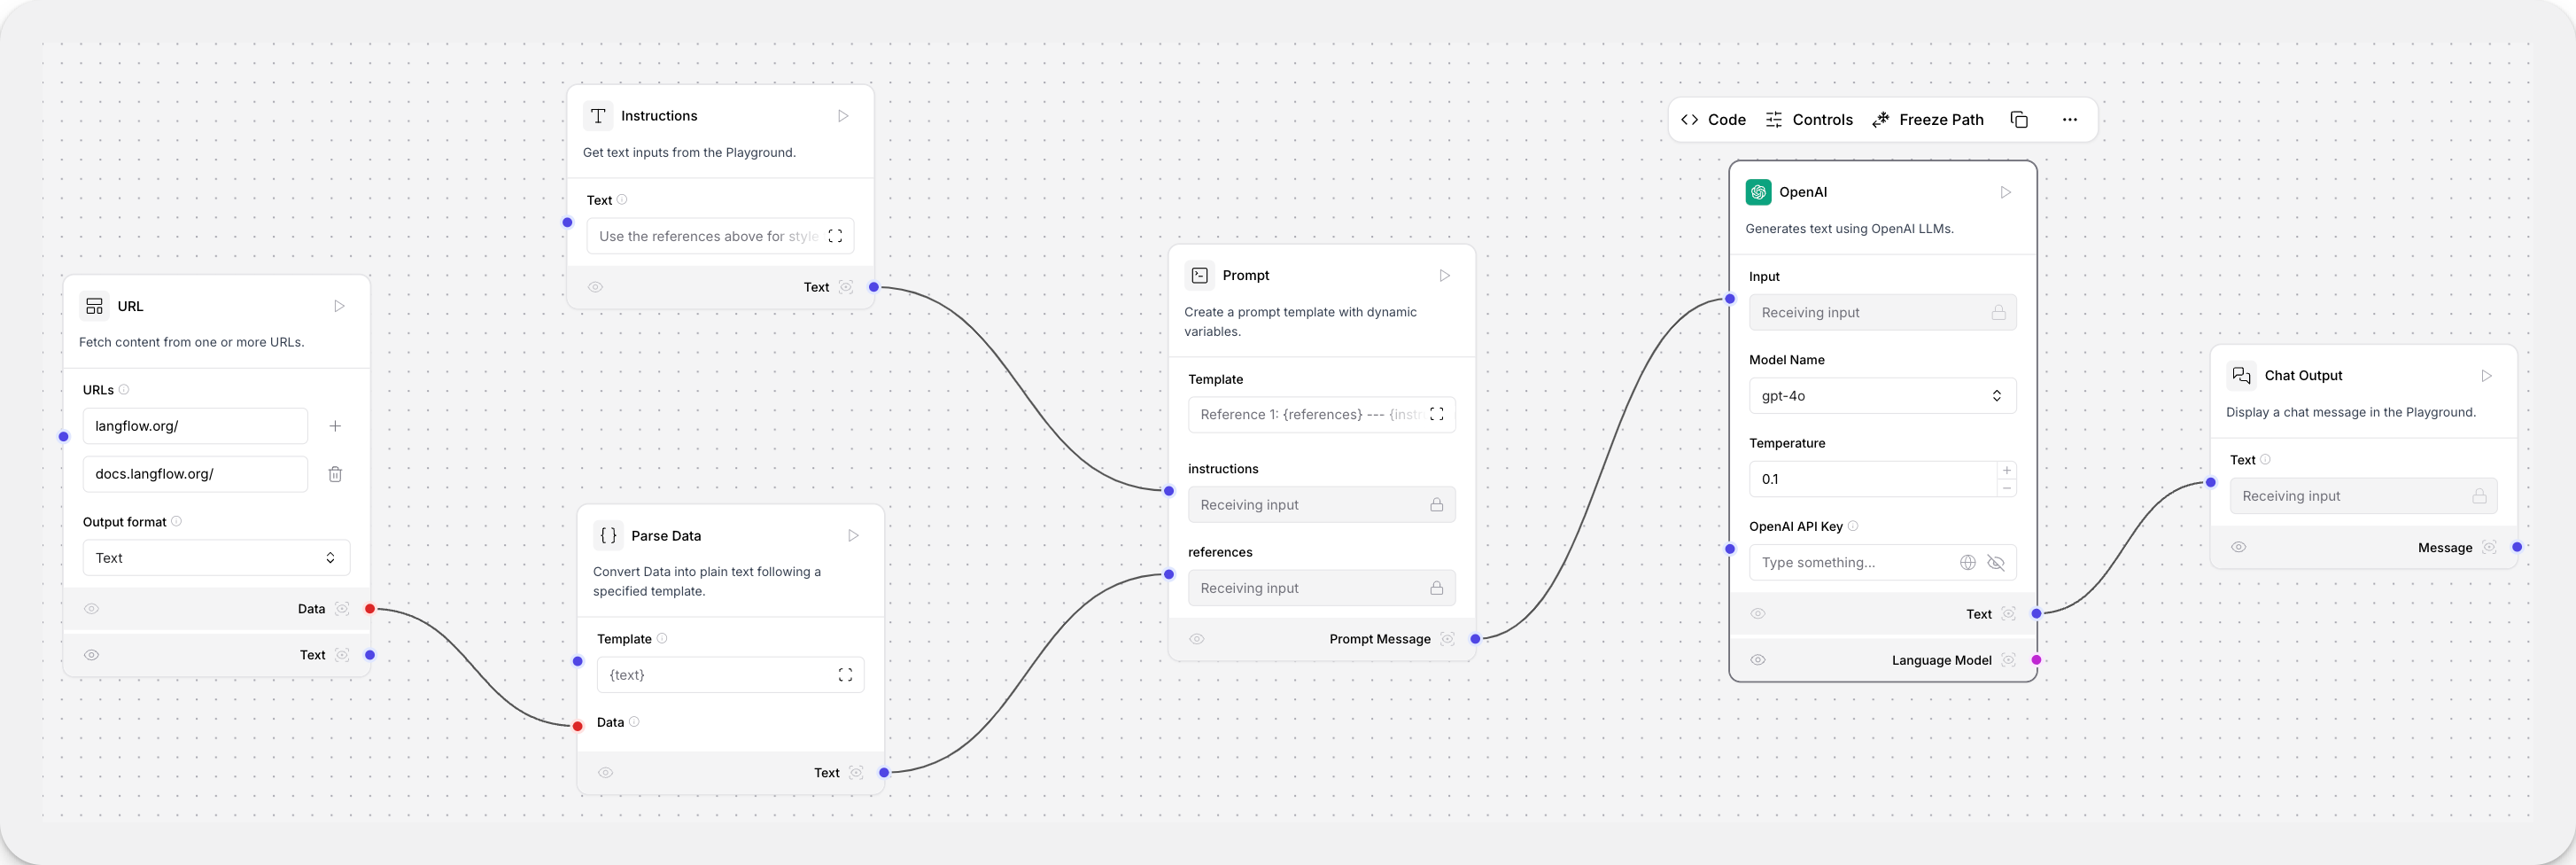 URL
Fetch content from one or more URLs.
URLs
langflow.org/
docs.langflow.org/
Output format
Text
Data
Text
Instructions
Get text inputs from the Playground.
Text
Use the references above for style
Text
Parse Data
Convert Data into plain text following a
specified template.
Template
{text}
Data
Text
Prompt
Create a prompt template with dynamic
variables.
Template
Reference 1: {references} --- {instr
instructions
Receiving input
references
Receiving input
Prompt Message
Code Controls Freeze Path
OpenAI
Generates text using OpenAI LLMs.
Input
Receiving input
Model Name
gpt-4o
Temperature
0.1
OpenAI API Key
Type something...
Text
Language Model
Chat Output
Display a chat message in the Playground.
Text
Receiving input
Message